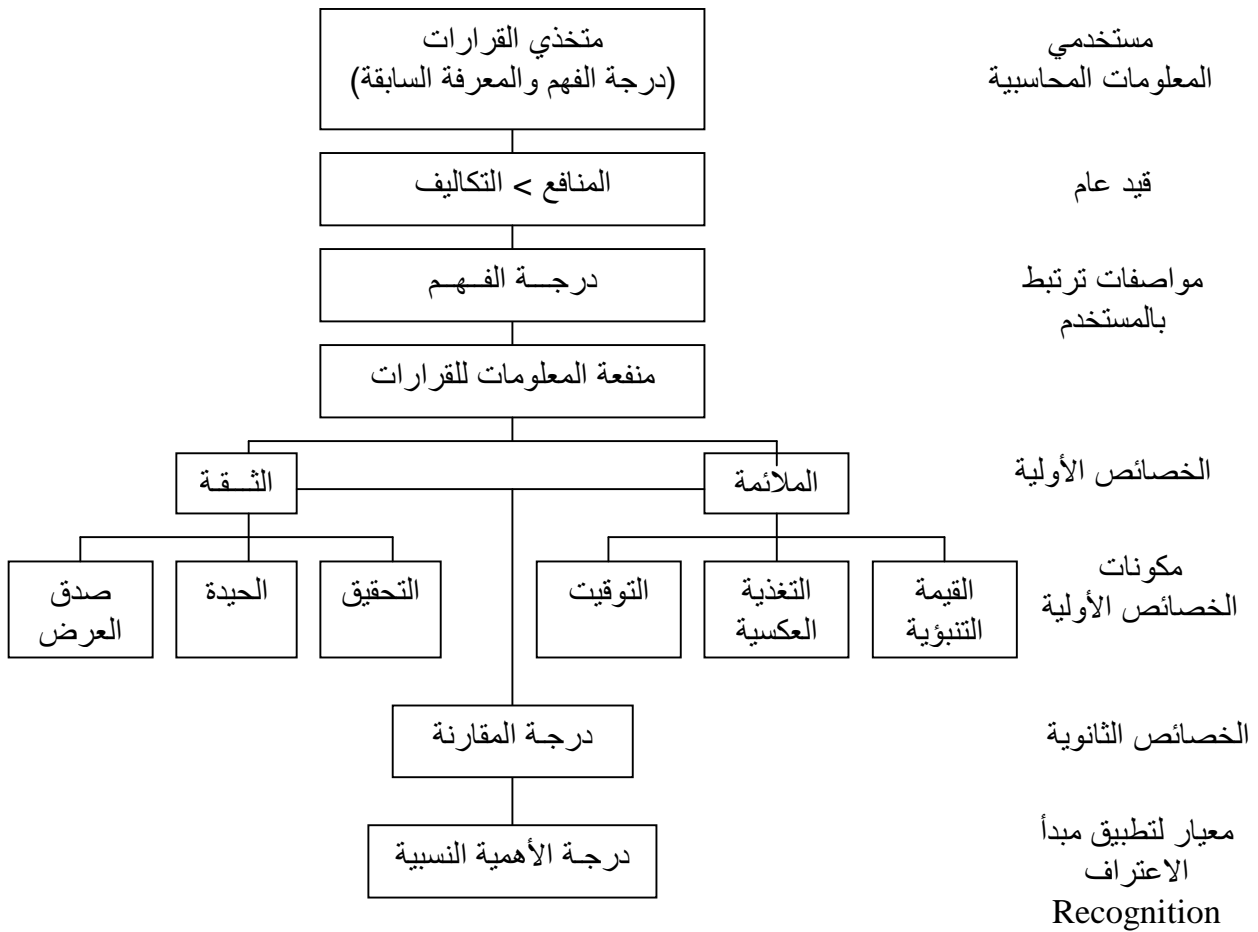 مستخدمي
المعلومات المحاسبية
متخذي القرارات
(درجة الفهم والمعرفة السابقة)
قيد عام
المنافع > التكاليف
مواصفات ترتبط
بالمستخدم
درجـــة الفـــهــم
منفعة المعلومات للقرارات
الخصائص الأولية
الملائمة
الثـــقـة
مكونات
الخصائص الأولية
القيمة
التنبؤية
التغذية
العكسية
التوقيت
التحقيق
الحيدة
صدق
العرض
الخصائص الثانوية
درجـة المقارنة
معيار لتطبيق مبدأ
الاعتراف
Recognition
درجـة الأهمية النسبية